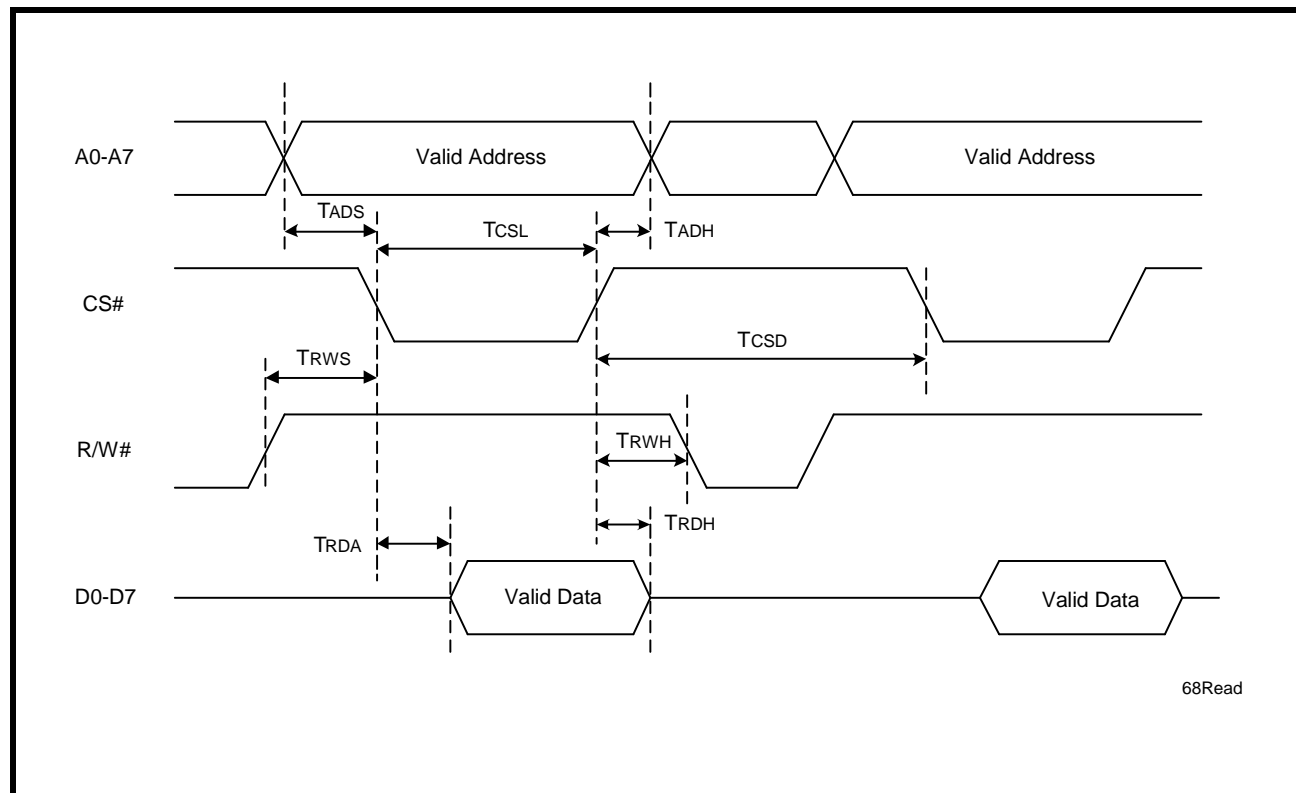 A0-A7
Valid Address
Valid Address
TADS
TCSL
TADH
CS#
TCSD
TRWS
R/W#
TRWH
TRDH
TRDA
D0-D7
Valid Data
Valid Data
68Read